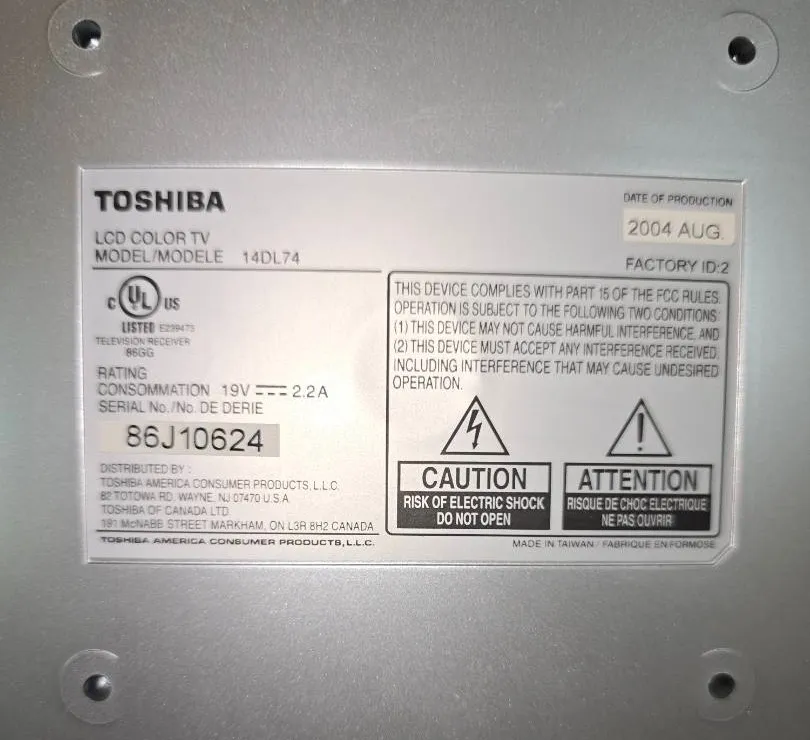 TOSHIBA
LCD COLOR TV
MODEL/MODELE 14DL74
DATE OF PRODUCTION
2004 AUG.
FACTORY ID:2
C UL US
LISTED E239473
TELEVISION RECEIVER
86GG
RATING
CONSOMMATION 19V 2.2A
SERIAL No./No. DE DERIE
86J10624
DISTRIBUTED BY :
TOSHIBA AMERICA CONSUMER PRODUCTS, L.L.C.
82 TOTOWA RD. WAYNE, NJ 07470 U.S.A.
TOSHIBA OF CANADA LTD.
191 McNABB STREET MARKHAM, ON L3R 8H2 CANADA
TOSHIBA AMERICA CONSUMER PRODUCTS, L.L.C.
THIS DEVICE COMPLIES WITH PART 15 OF THE FCC RULES.
OPERATION IS SUBJECT TO THE FOLLOWING TWO CONDITIONS:
(1) THIS DEVICE MAY NOT CAUSE HARMFUL INTERFERENCE, AND
(2) THIS DEVICE MUST ACCEPT ANY INTERFERENCE RECEIVED,
INCLUDING INTERFERENCE THAT MAY CAUSE UNDESIRED
OPERATION.
CAUTION
RISK OF ELECTRIC SHOCK
DO NOT OPEN
ATTENTION
RISQUE DE CHOC ELECTRIQUE
NE PAS OUVRIR
MADE IN TAIWAN / FABRIQUE EN FORMOSE